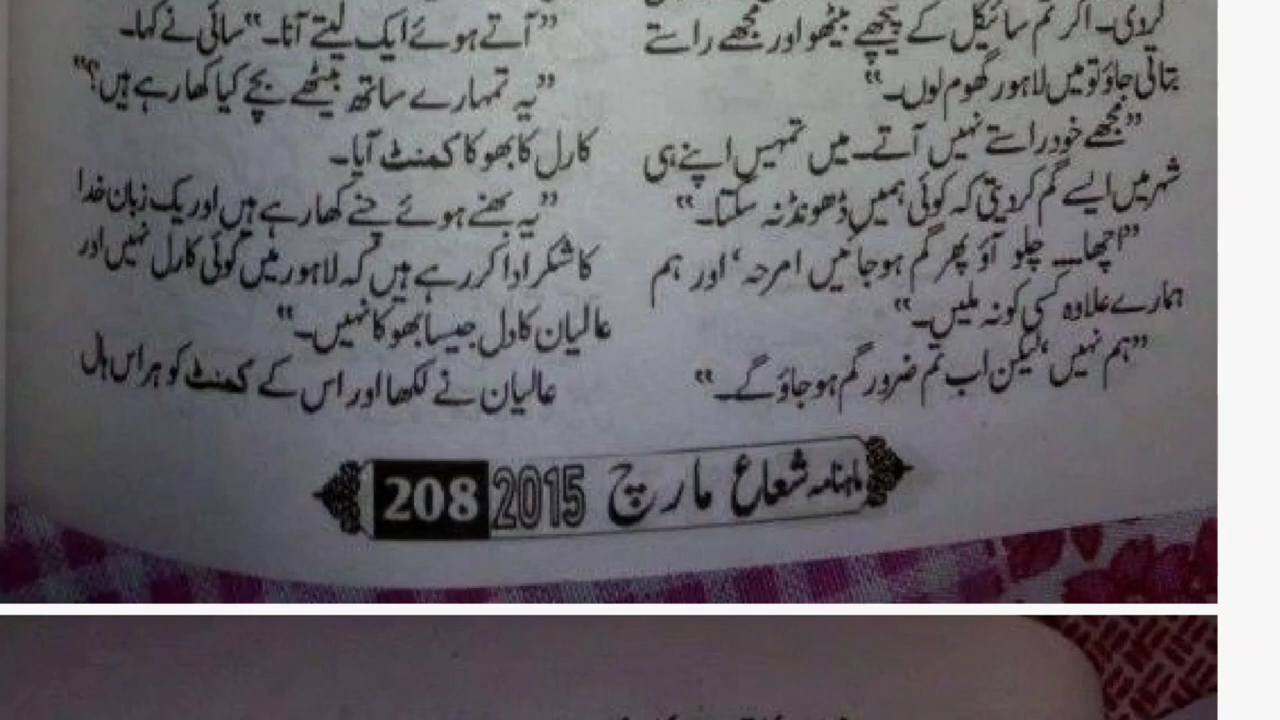 کردی۔ اگر تم سائیکل کے پیچھے بیٹھو اور مجھے راستے
بتاتی جاؤ تو میں لاہور گھوم لوں۔“
”مجھے خود راستے نہیں آتے۔ میں تمہیں اپنے ہی
شہر میں ایسے گم کر دیتی کہ کوئی ہمیں ڈھونڈ نہ سکتا۔“
”اچھا۔۔۔ چلو آؤ پھر گم ہو جائیں امرحہ، اور ہم
ہمارے علاوہ کسی کو نہ ملیں۔“
”ہم نہیں، لیکن اب تم ضرور گم ہو جاؤ گے۔“
”آتے ہوئے ایک لیتے آنا۔“ سائی نے کہا۔
”یہ تمہارے ساتھ بیٹھے بچے کیا کھا رہے ہیں؟“
کارل کا بھوکا کمنٹ آیا۔
”یہ بھنے ہوئے چنے کھا رہے ہیں اور یک زبان خدا
کا شکر ادا کر رہے ہیں کہ لاہور میں کوئی کارل نہیں اور
عالیان کا دل جیسا بھوکا نہیں۔“
عالیان نے لکھا اور اس کے کمنٹ کو ہر اس ہال
ماہنامہ شعاع مارچ 2015 208